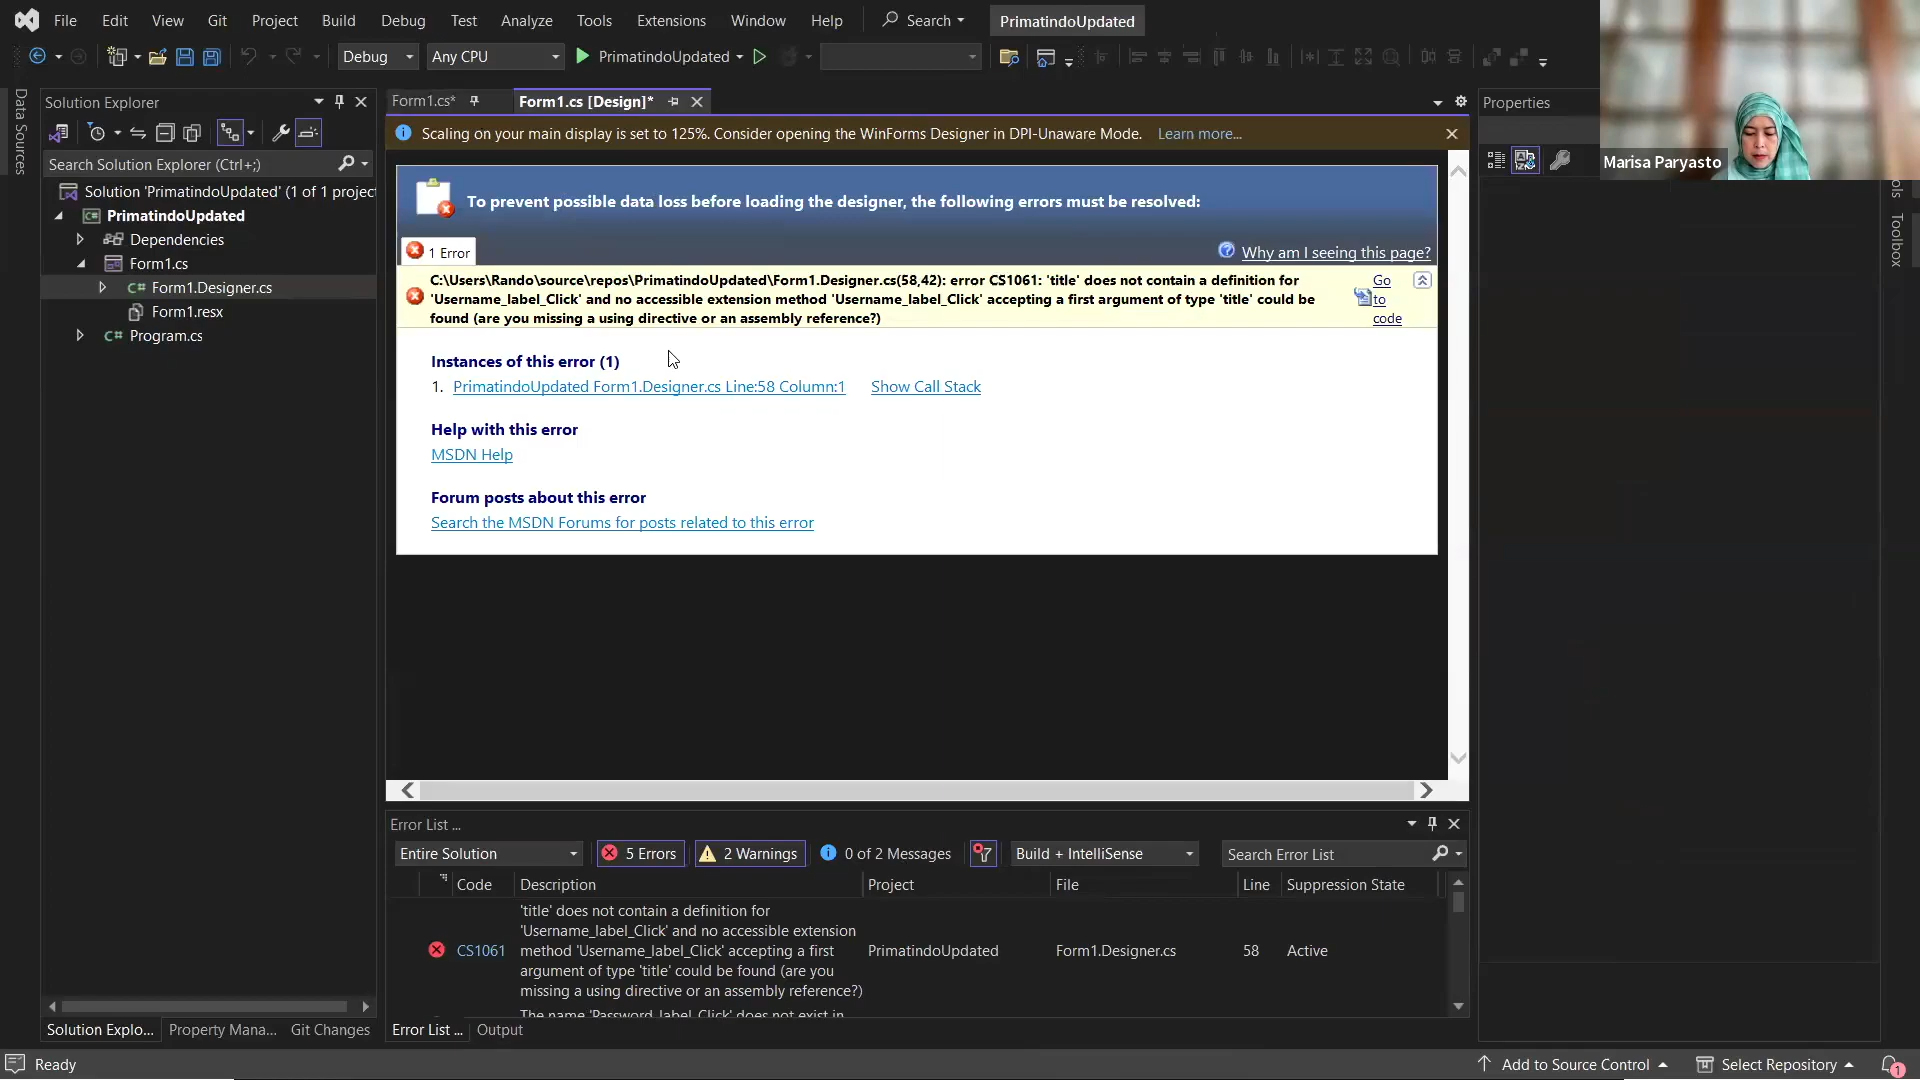 File Edit View Git Project Build Debug Test Analyze Tools Extensions Window Help Search PrimatindoUpdated
Debug Any CPU PrimatindoUpdated
Data Sources
Solution Explorer
Search Solution Explorer (Ctrl+;)
Solution 'PrimatindoUpdated' (1 of 1 project
PrimatindoUpdated
Dependencies
Form1.cs
Form1.Designer.cs
Form1.resx
Program.cs
Form1.cs* Form1.cs [Design]*
Scaling on your main display is set to 125%. Consider opening the WinForms Designer in DPI-Unaware Mode. Learn more...
To prevent possible data loss before loading the designer, the following errors must be resolved:
1 Error
Why am I seeing this page?
C:\Users\Rando\source\repos\PrimatindoUpdated\Form1.Designer.cs(58,42): error CS1061: 'title' does not contain a definition for
'Username_label_Click' and no accessible extension method 'Username_label_Click' accepting a first argument of type 'title' could be
found (are you missing a using directive or an assembly reference?)
Go
to
code
Instances of this error (1)
1. PrimatindoUpdated Form1.Designer.cs Line:58 Column:1 Show Call Stack
Help with this error
MSDN Help
Forum posts about this error
Search the MSDN Forums for posts related to this error
Properties
Marisa Paryasto
Toolbox
Error List ...
Entire Solution 5 Errors 2 Warnings 0 of 2 Messages Build + IntelliSense Search Error List
Code Description Project File Line Suppression State
'title' does not contain a definition for
'Username_label_Click' and no accessible extension
CS1061 method 'Username_label_Click' accepting a first PrimatindoUpdated Form1.Designer.cs 58 Active
argument of type 'title' could be found (are you
missing a using directive or an assembly reference?)
The name 'Password_label_Click' does not exist in
Solution Explo... Property Mana... Git Changes
Error List ... Output
Ready
Add to Source Control Select Repository 1